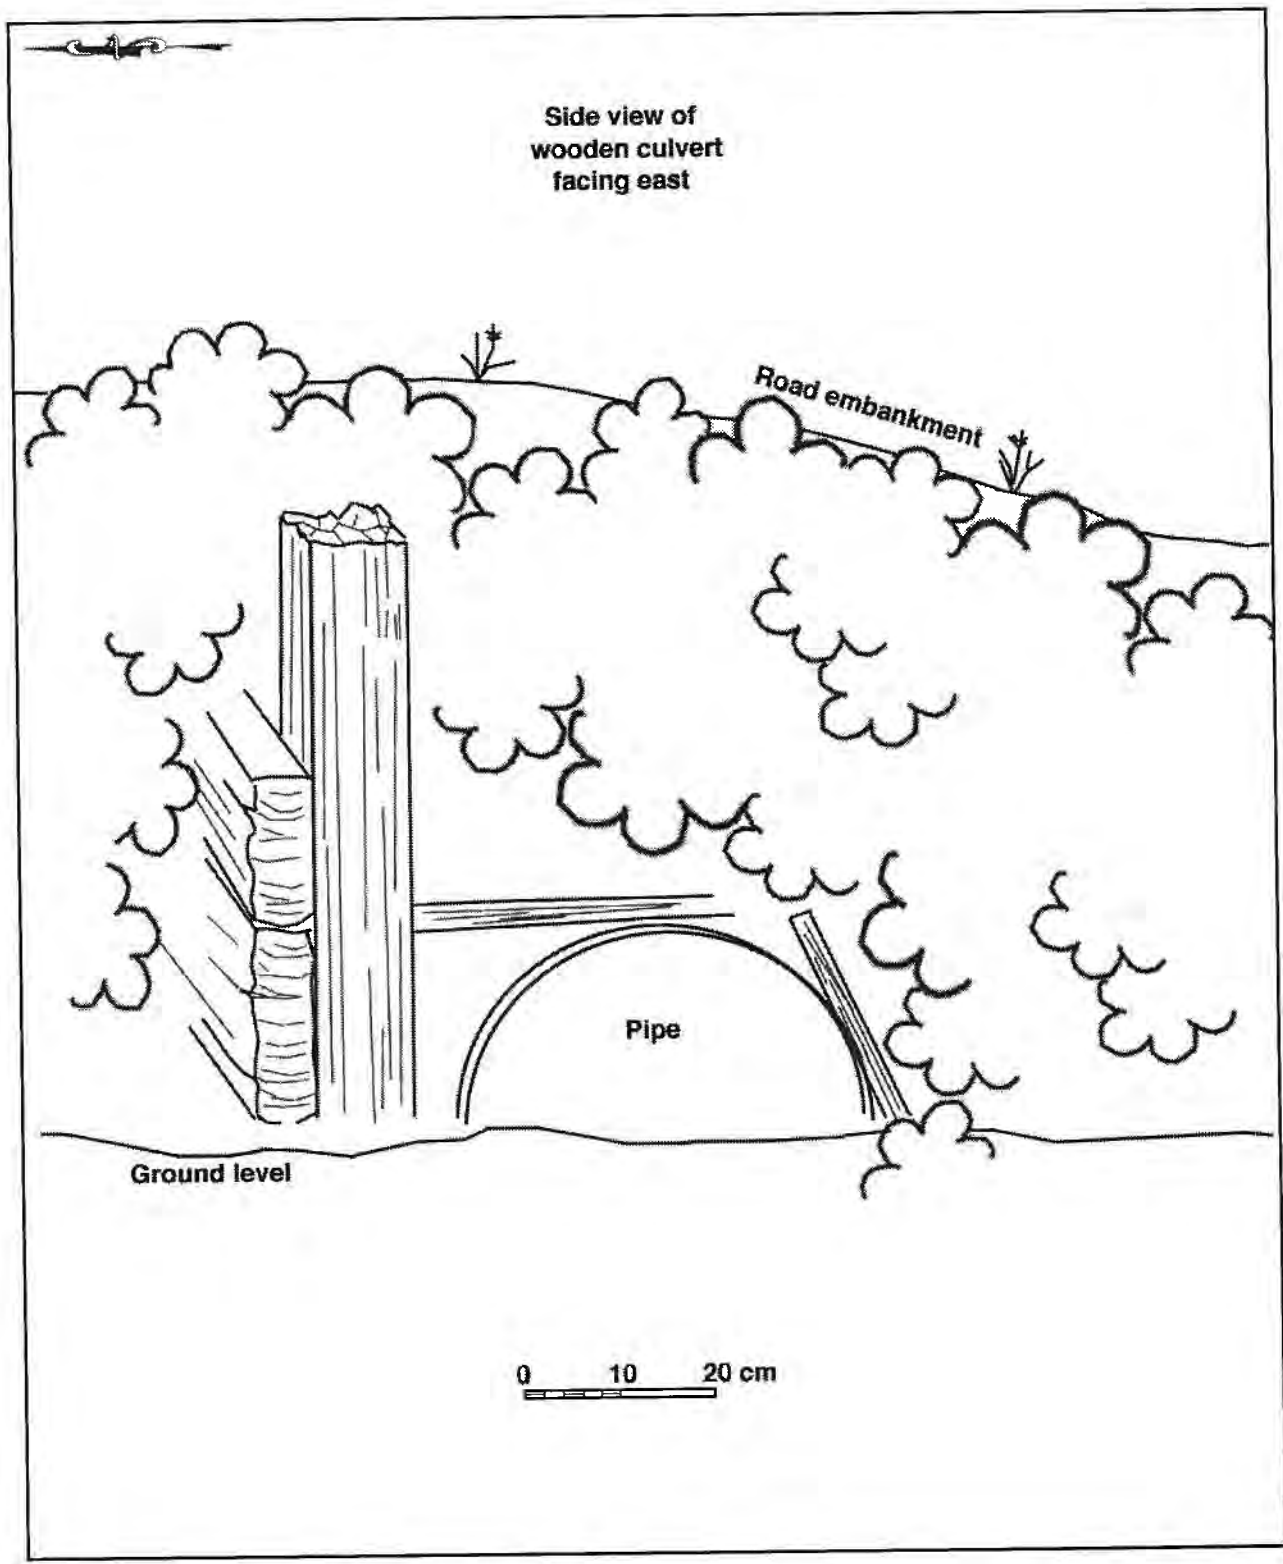 Side view of
wooden culvert
facing east
Road embankment
Pipe
Ground level
0 10 20 cm